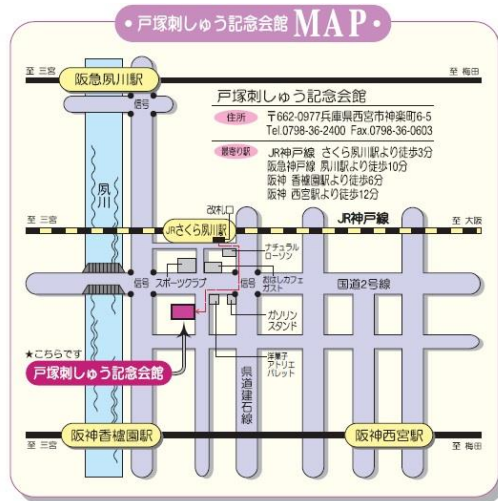 戸塚刺しゅう記念会館 MAP
至 三宮
阪急夙川駅
至 梅田
信号
戸塚刺しゅう記念会館
住所 〒662-0977兵庫県西宮市神楽町6-5
Tel.0798-36-2400 Fax.0798-36-0603
最寄り駅 JR神戸線 さくら夙川駅より徒歩3分
阪急神戸線 夙川駅より徒歩10分
阪神 香櫨園駅より徒歩6分
阪神 西宮駅より徒歩12分
夙川
改札口
至 三宮
JRさくら夙川駅
JR神戸線
至 大阪
ナチュラル
ローソン
信号
スポーツクラブ
信号
おはしカフェ
ガスト
国道2号線
ガソリン
スタンド
★こちらです
戸塚刺しゅう記念会館
洋菓子
アトリエ
パレット
県道建石線
至 三宮
阪神香櫨園駅
阪神西宮駅
至 梅田